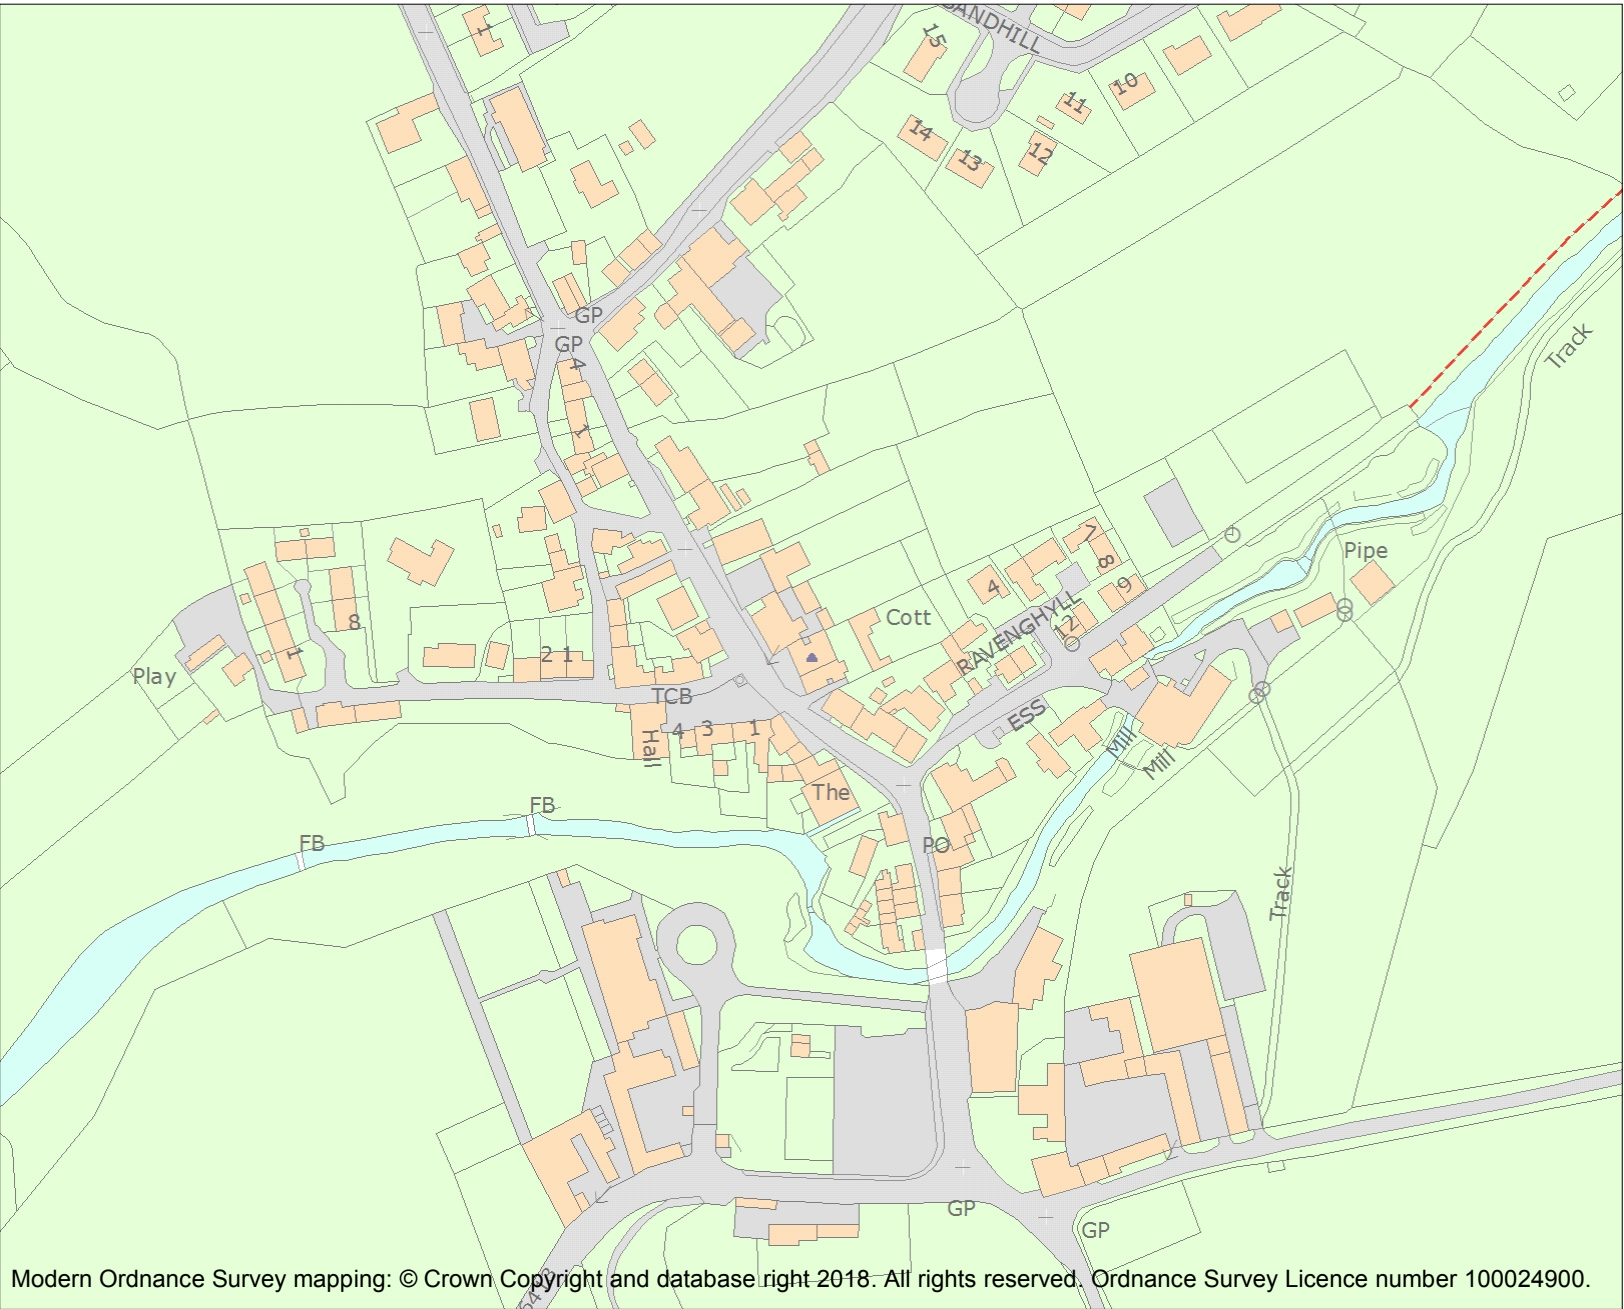 1
15
SANDHILL
10
11
14
13
12
GP
GP
4
1
Track
7
8
9
4
Pipe
Cott
RAVENGHYLL
12
8
1
2 1
Play
TCB
Hall
4 3 1
ESS
Mill
Mill
The
FB
FB
PO
Track
GP
GP
Modern Ordnance Survey mapping: © Crown Copyright and database right 2018. All rights reserved. Ordnance Survey Licence number 100024900.